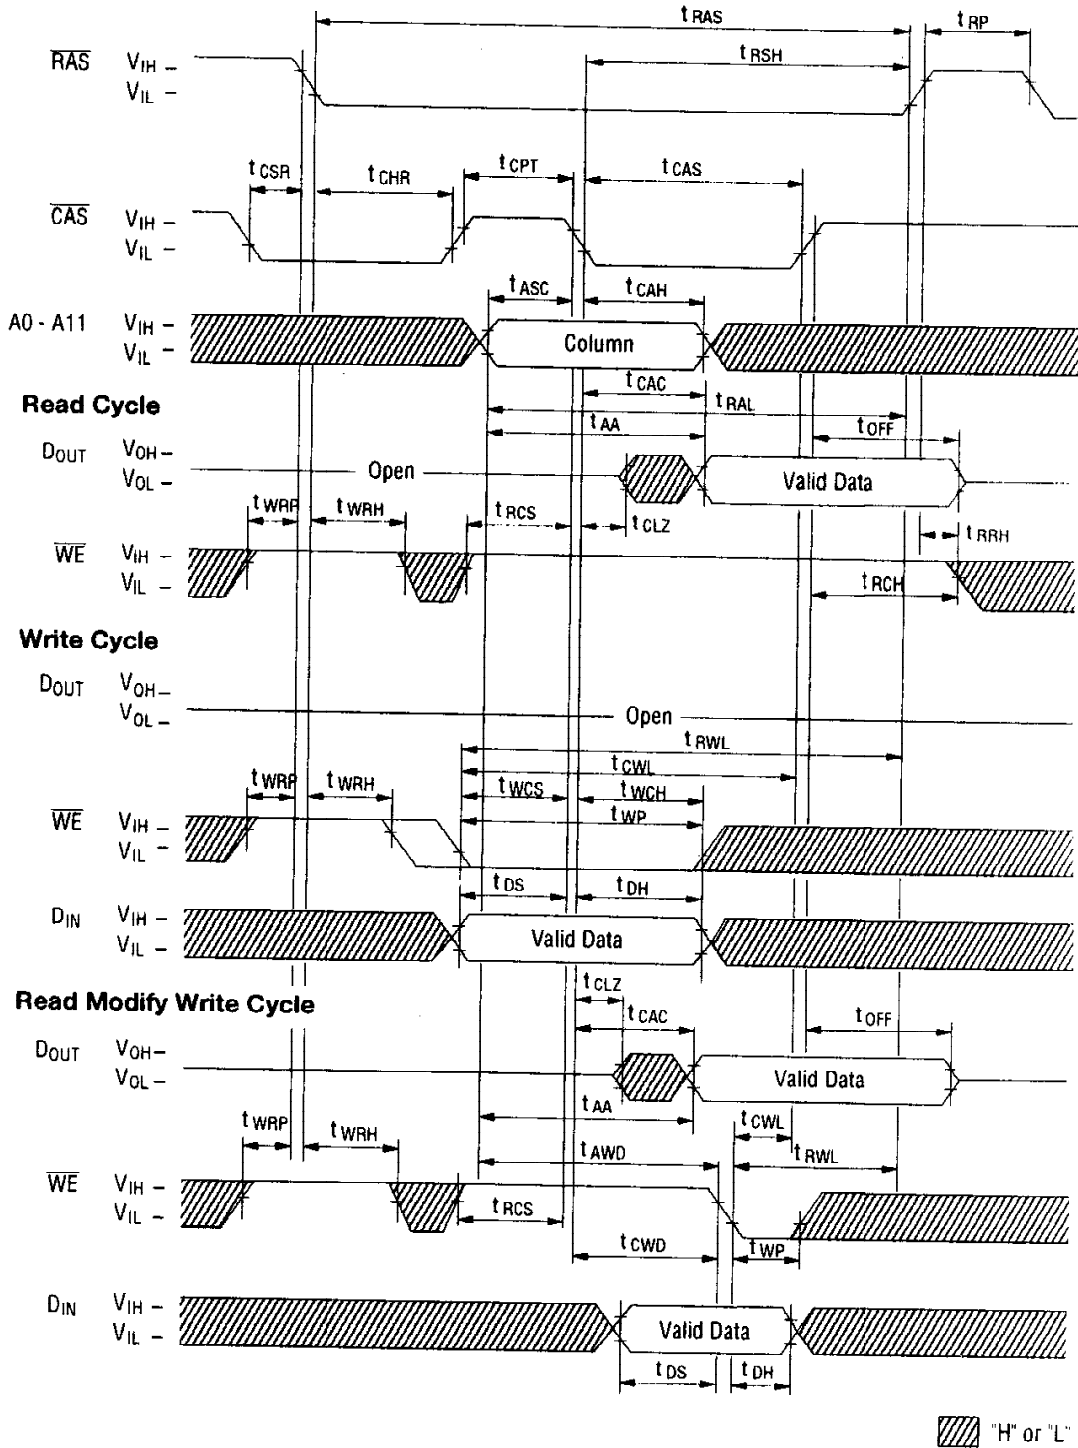 tRAS tRP
RAS VIH –
VIL –
tRSH
tCSR tCHR tCPT tCAS
CAS VIH –
VIL –
tASC tCAH
A0 - A11 VIH –
VIL –
Column
tCAC
Read Cycle
tRAL
tAA tOFF
DOUT VOH –
VOL –
Open Valid Data
tWRP tWRH tRCS tCLZ tRRH
WE VIH –
VIL –
tRCH
Write Cycle
DOUT VOH –
VOL –
Open
tRWL
tCWL
tWRP tWRH tWCS tWCH
tWP
WE VIH –
VIL –
tDS tDH
DIN VIH –
VIL –
Valid Data
tCLZ
Read Modify Write Cycle
tCAC tOFF
DOUT VOH –
VOL –
Valid Data
tAA
tWRP tWRH tCWL
tAWD tRWL
WE VIH –
VIL –
tRCS
tCWD tWP
DIN VIH –
VIL –
Valid Data
tDS tDH
"H" or "L"